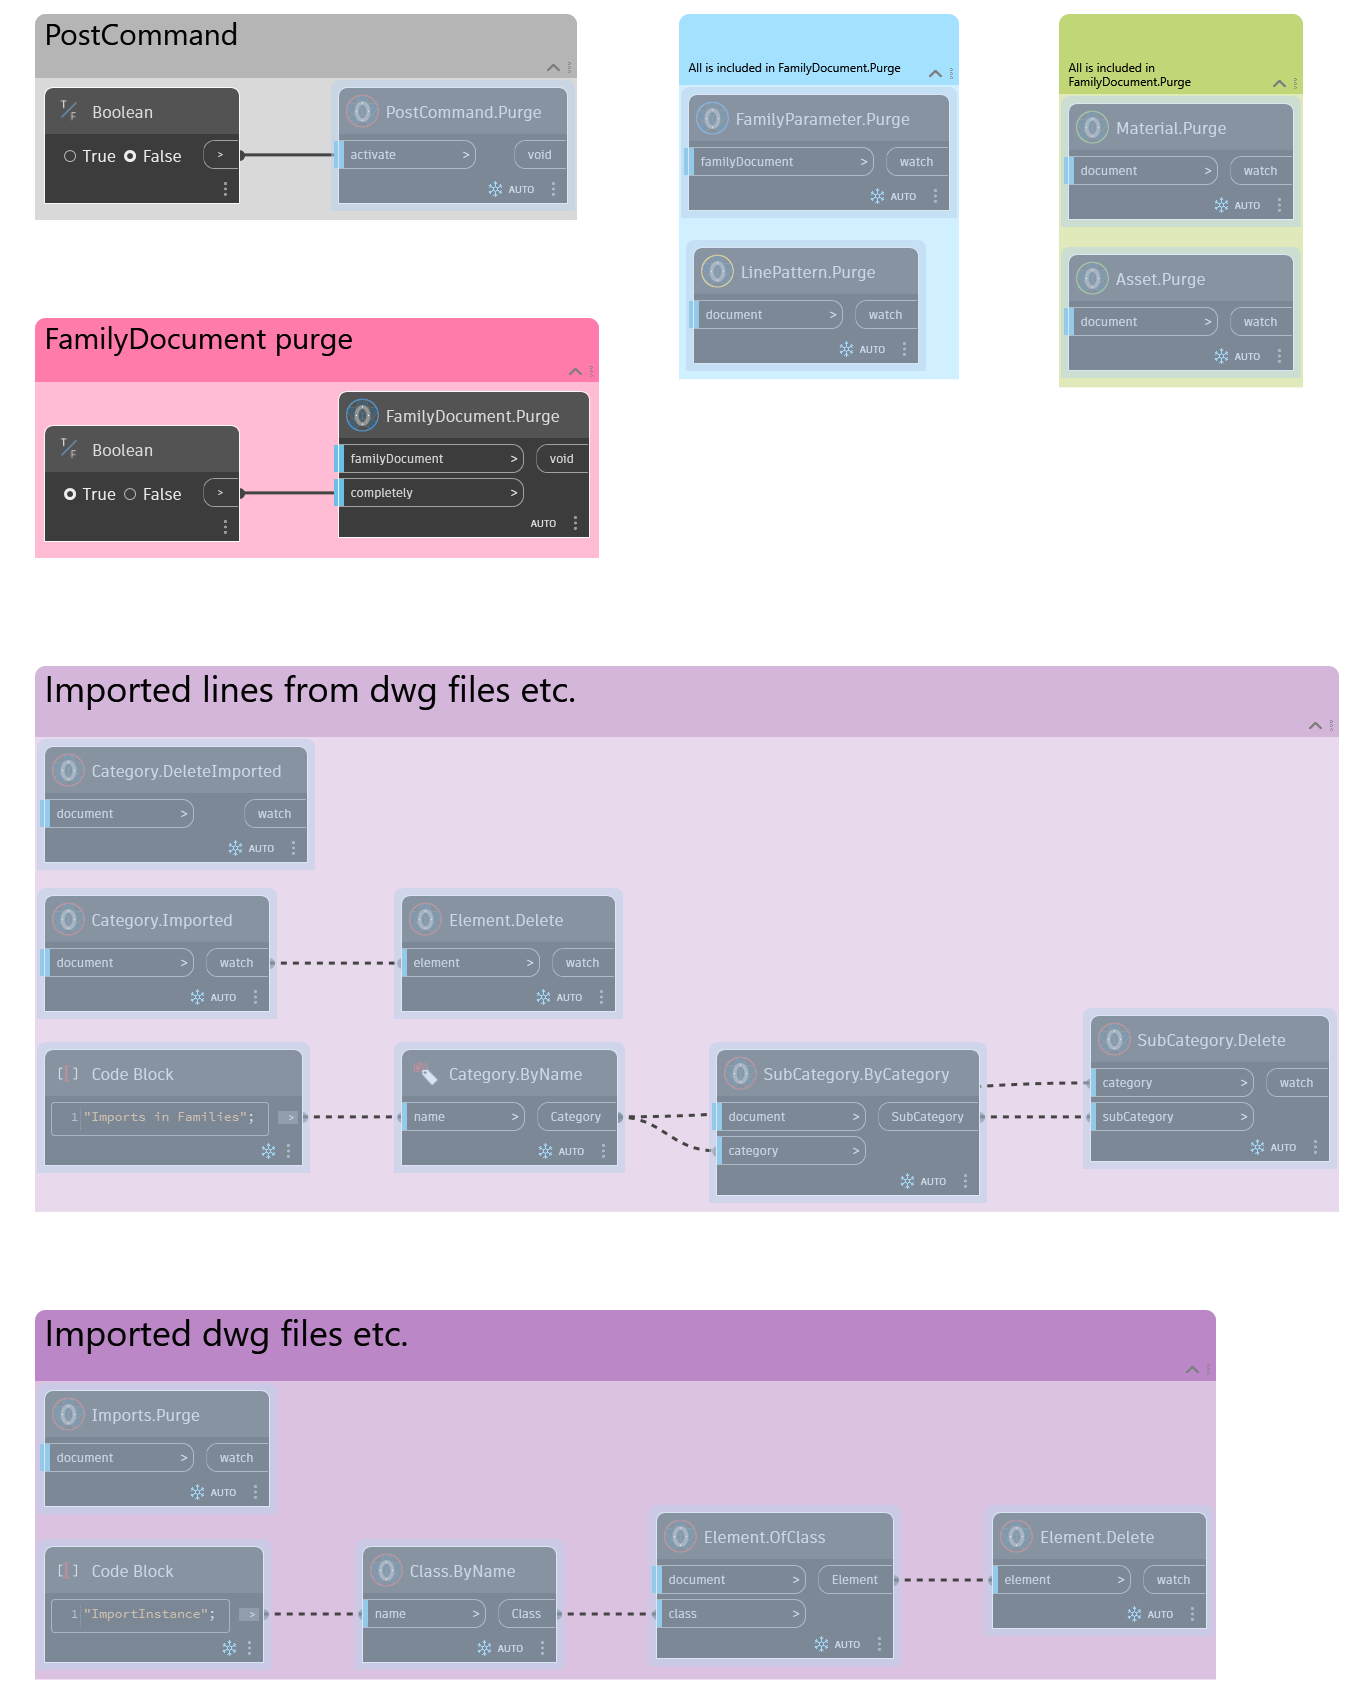 PostCommand
Boolean
True False >
PostCommand.Purge
activate > void
AUTO
All is included in FamilyDocument.Purge
FamilyParameter.Purge
familyDocument > watch
AUTO
LinePattern.Purge
document > watch
AUTO
All is included in
FamilyDocument.Purge
Material.Purge
document > watch
AUTO
Asset.Purge
document > watch
AUTO
FamilyDocument purge
Boolean
True False >
FamilyDocument.Purge
familyDocument > void
completely >
AUTO
Imported lines from dwg files etc.
Category.DeleteImported
document > watch
AUTO
Category.Imported
document > watch
AUTO
Element.Delete
element > watch
AUTO
Code Block
1 "Imports in Families"; >
Category.ByName
name > Category
AUTO
SubCategory.ByCategory
document > SubCategory
category >
AUTO
SubCategory.Delete
category > watch
subCategory >
AUTO
Imported dwg files etc.
Imports.Purge
document > watch
AUTO
Code Block
1 "ImportInstance"; >
Class.ByName
name > Class
AUTO
Element.OfClass
document > Element
class >
AUTO
Element.Delete
element > watch
AUTO